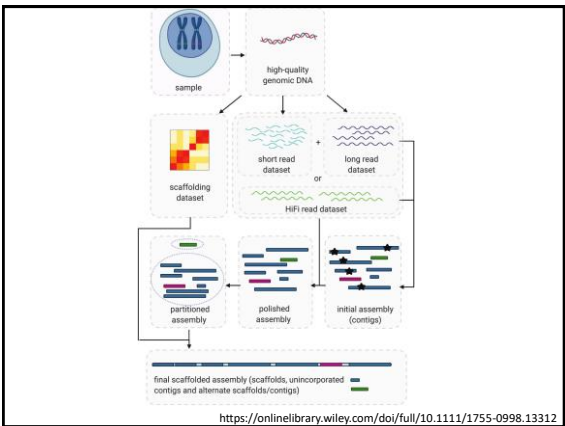 sample
high-quality
genomic DNA
scaffolding
dataset
short read
dataset
+
long read
dataset
or
HiFi read dataset
partitioned
assembly
polished
assembly
initial assembly
(contigs)
final scaffolded assembly (scaffolds, unincorporated
contigs and alternate scaffolds/contigs)
https://onlinelibrary.wiley.com/doi/full/10.1111/1755-0998.13312